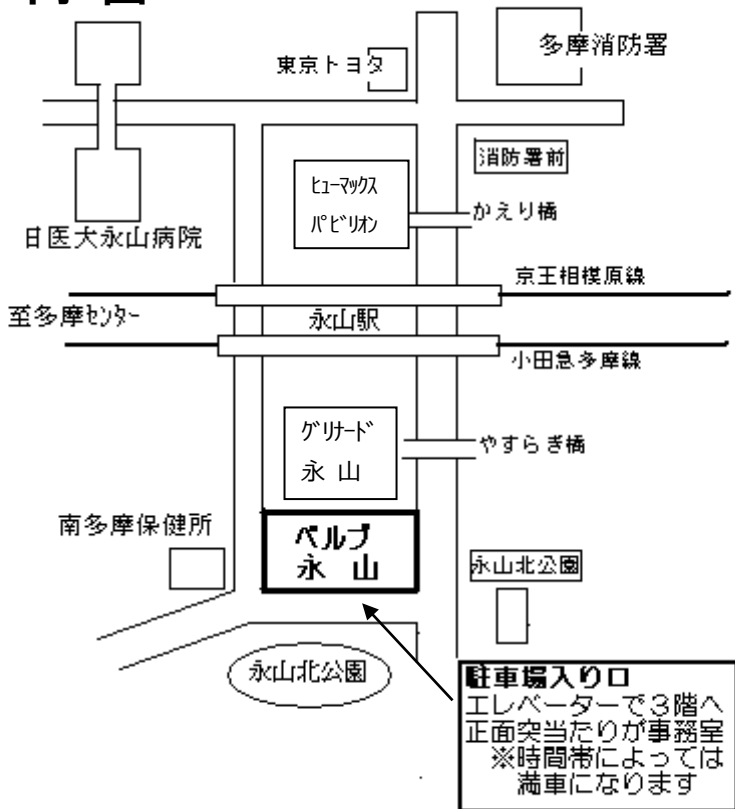 多摩消防署
東京トヨタ
消防署前
ﾋｭｰﾏｯｸｽ
ﾊﾟﾋﾞﾘｵﾝ
かえり橋
日医大永山病院
京王相模原線
至多摩ｾﾝﾀｰ
永山駅
小田急多摩線
ｸﾞﾘﾅｰﾄﾞ
永 山
やすらぎ橋
南多摩保健所
ベルブ
永 山
永山北公園
永山北公園
駐車場入り口
エレベーターで３階へ
正面突当たりが事務室
※時間帯によっては
満車になります